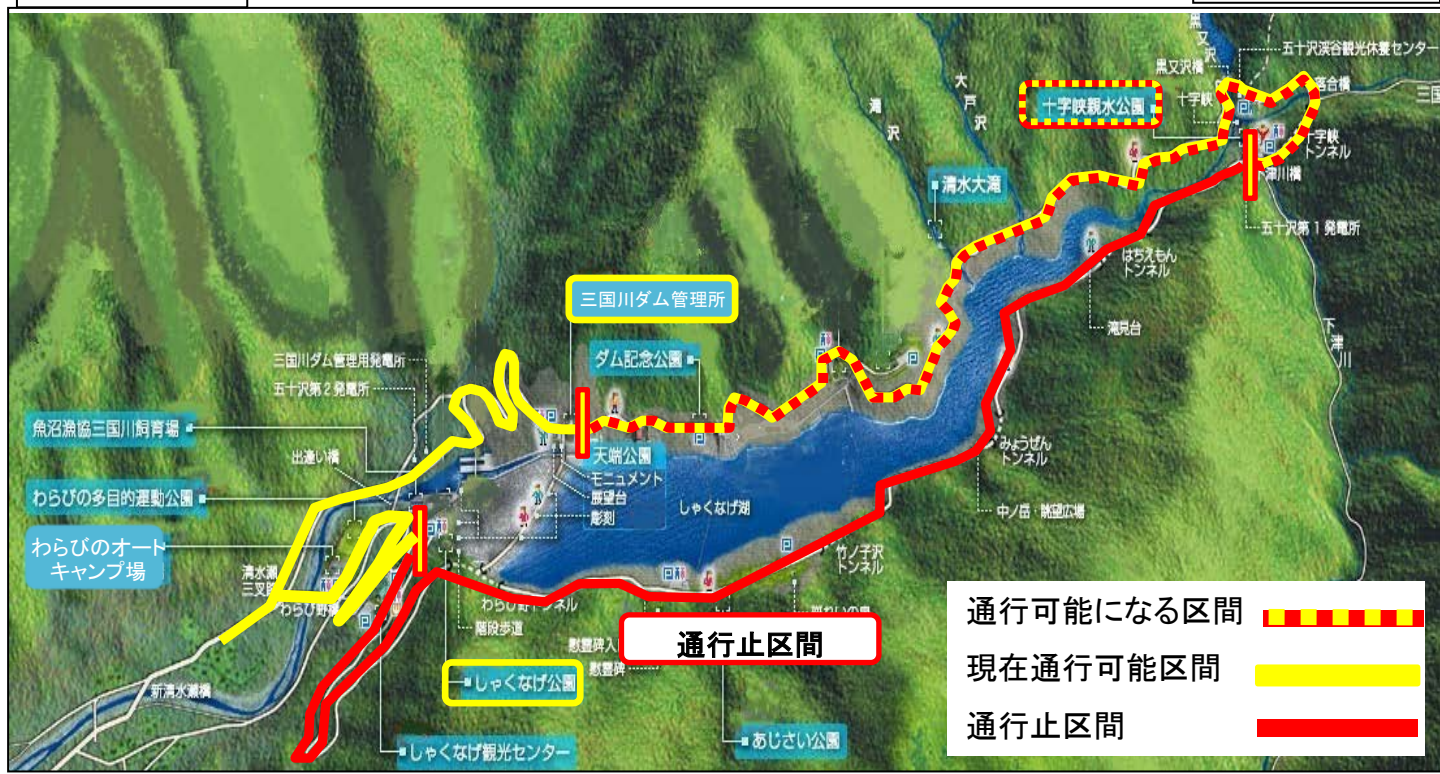 黒又沢
五十沢渓谷観光休養センター
黒又沢橋
落合橋
三国
十字峡
十字峡親水公園
十字峡
トンネル
津川橋
五十沢第1発電所
大戸沢
滝沢
清水大滝
はちえもん
トンネル
滝見台
下津川
三国川ダム管理所
ダム記念公園
三国川ダム管理用発電所
五十沢第2発電所
魚沼漁協三国川飼育場
出逢い橋
わらびの多目的運動公園
わらびのオート
キャンプ場
天端公園
モニュメント
展望台
彫刻
しゃくなげ湖
みょうぜん
トンネル
中ノ岳・眺望広場
竹ノ子沢
トンネル
清水瀬
三叉路
わらび野橋
わらび野トンネル
階段歩道
慰霊碑入
慰霊碑
通行止区間
しゃくなげ公園
新清水瀬橋
しゃくなげ観光センター
あじさい公園
通行可能になる区間
現在通行可能区間
通行止区間